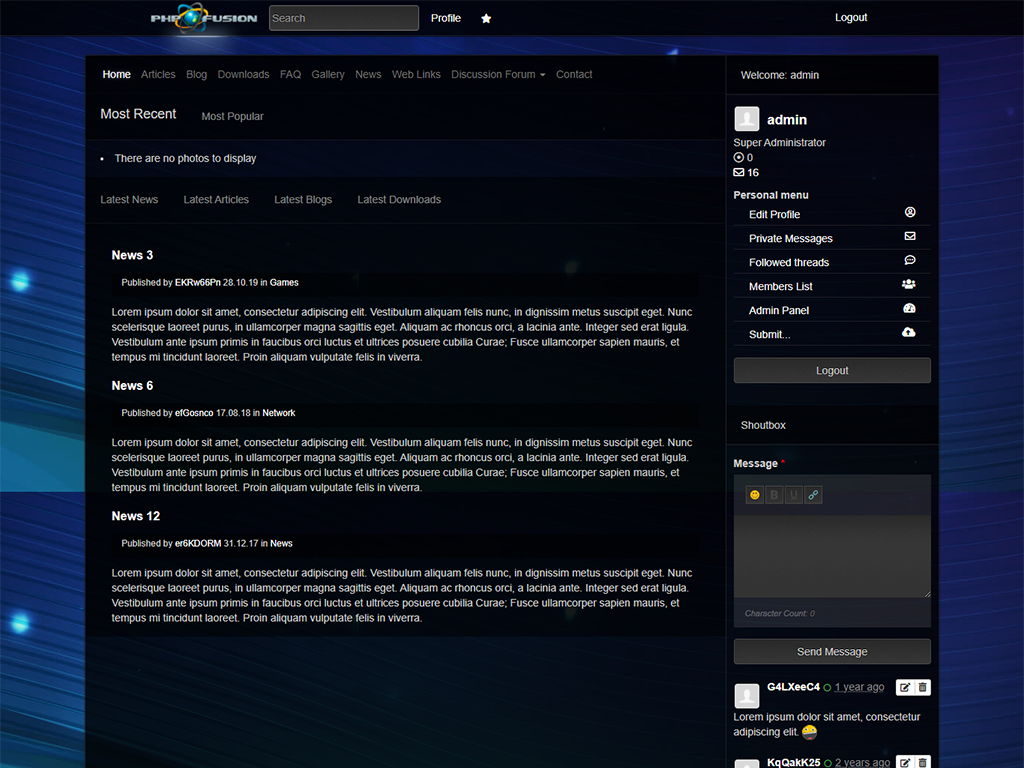 PHP FUSION Search Profile Logout
Home Articles Blog Downloads FAQ Gallery News Web Links Discussion Forum Contact
Most Recent Most Popular
• There are no photos to display
Latest News Latest Articles Latest Blogs Latest Downloads
News 3
Published by EKRw66Pn 28.10.19 in Games
Lorem ipsum dolor sit amet, consectetur adipiscing elit. Vestibulum aliquam felis nunc, in dignissim metus suscipit eget. Nunc
scelerisque laoreet purus, in ullamcorper magna sagittis eget. Aliquam ac rhoncus orci, a lacinia ante. Integer sed erat ligula.
Vestibulum ante ipsum primis in faucibus orci luctus et ultrices posuere cubilia Curae; Fusce ullamcorper sapien mauris, et
tempus mi tincidunt laoreet. Proin aliquam vulputate felis in viverra.
News 6
Published by efGosnco 17.08.18 in Network
Lorem ipsum dolor sit amet, consectetur adipiscing elit. Vestibulum aliquam felis nunc, in dignissim metus suscipit eget. Nunc
scelerisque laoreet purus, in ullamcorper magna sagittis eget. Aliquam ac rhoncus orci, a lacinia ante. Integer sed erat ligula.
Vestibulum ante ipsum primis in faucibus orci luctus et ultrices posuere cubilia Curae; Fusce ullamcorper sapien mauris, et
tempus mi tincidunt laoreet. Proin aliquam vulputate felis in viverra.
News 12
Published by er6KDORM 31.12.17 in News
Lorem ipsum dolor sit amet, consectetur adipiscing elit. Vestibulum aliquam felis nunc, in dignissim metus suscipit eget. Nunc
scelerisque laoreet purus, in ullamcorper magna sagittis eget. Aliquam ac rhoncus orci, a lacinia ante. Integer sed erat ligula.
Vestibulum ante ipsum primis in faucibus orci luctus et ultrices posuere cubilia Curae; Fusce ullamcorper sapien mauris, et
tempus mi tincidunt laoreet. Proin aliquam vulputate felis in viverra.
Welcome: admin
admin
Super Administrator
0
16
Personal menu
Edit Profile
Private Messages
Followed threads
Members List
Admin Panel
Submit...
Logout
Shoutbox
Message *
B U
Character Count: 0
Send Message
G4LXeeC4 1 year ago
Lorem ipsum dolor sit amet, consectetur
adipiscing elit.
KqQakK25 2 years ago